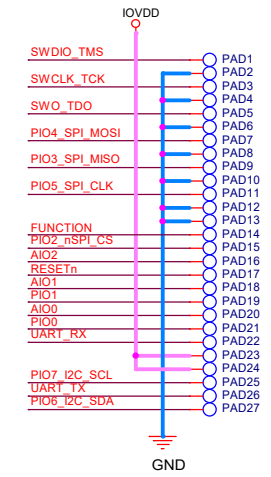 IOVDD
SWDIO_TMS PAD1
PAD2
SWCLK_TCK PAD3
PAD4
SWO_TDO PAD5
PAD6
PIO4_SPI_MOSI PAD7
PAD8
PIO3_SPI_MISO PAD9
PAD10
PIO5_SPI_CLK PAD11
PAD12
PAD13
FUNCTION PAD14
PIO2_nSPI_CS PAD15
AIO2 PAD16
RESETn PAD17
AIO1 PAD18
PIO1 PAD19
AIO0 PAD20
PIO0 PAD21
UART_RX PAD22
PAD23
PAD24
PIO7_I2C_SCL PAD25
UART_TX PAD26
PIO6_I2C_SDA PAD27
GND